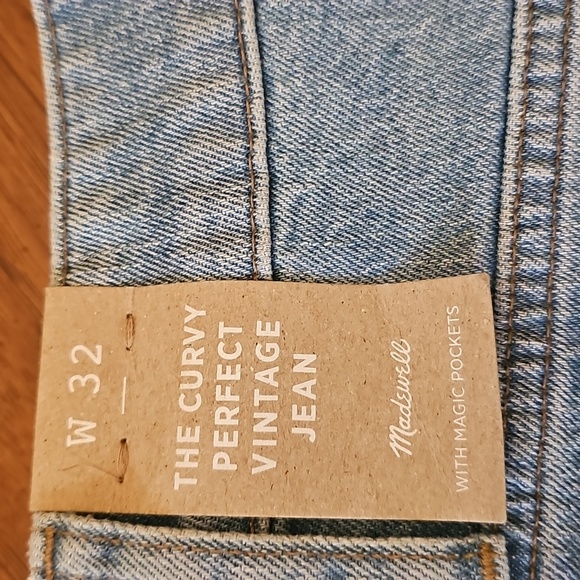 W 32
THE CURVY
PERFECT
VINTAGE
JEAN
Madewell
WITH MAGIC POCKETS